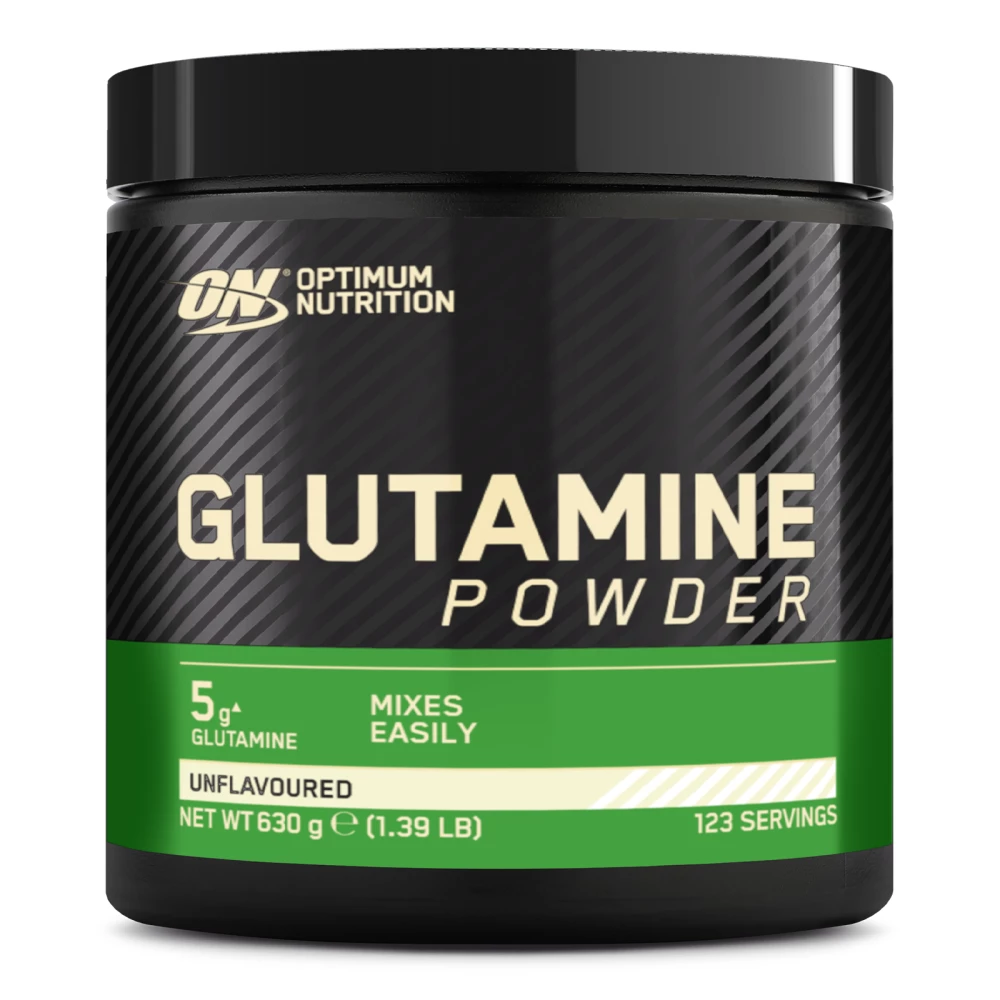 ON® OPTIMUM
NUTRITION
GLUTAMINE
POWDER
5g▲
GLUTAMINE
MIXES
EASILY
UNFLAVOURED
NET WT 630 g ℮ (1.39 LB)
123 SERVINGS